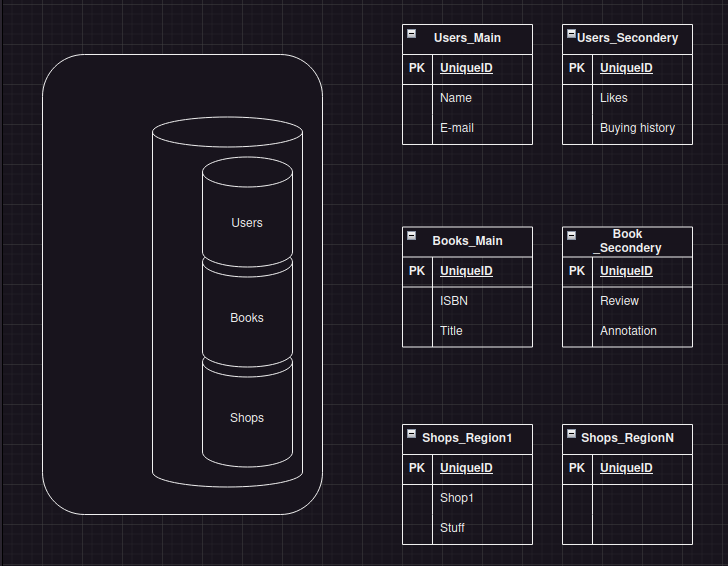 Users_Main
PK UniqueID
Name
E-mail
Users_Secondery
PK UniqueID
Likes
Buying history
Users
Books
Shops
Books_Main
PK UniqueID
ISBN
Title
Book
_Secondery
PK UniqueID
Review
Annotation
Shops_Region1
PK UniqueID
Shop1
Stuff
Shops_RegionN
PK UniqueID